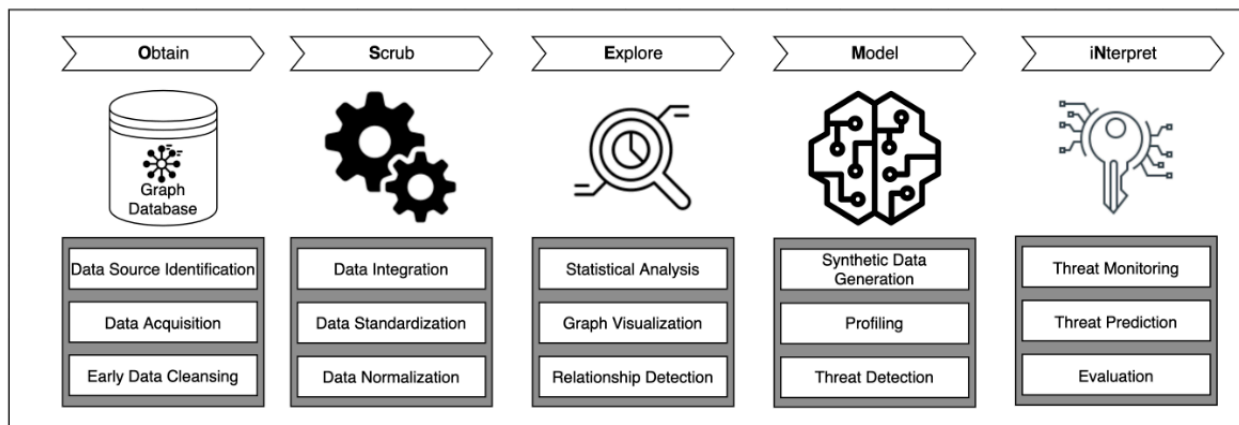 Obtain
Scrub
Explore
Model
iNterpret
Graph
Database
Data Source Identification
Data Acquisition
Early Data Cleansing
Data Integration
Data Standardization
Data Normalization
Statistical Analysis
Graph Visualization
Relationship Detection
Synthetic Data
Generation
Profiling
Threat Detection
Threat Monitoring
Threat Prediction
Evaluation